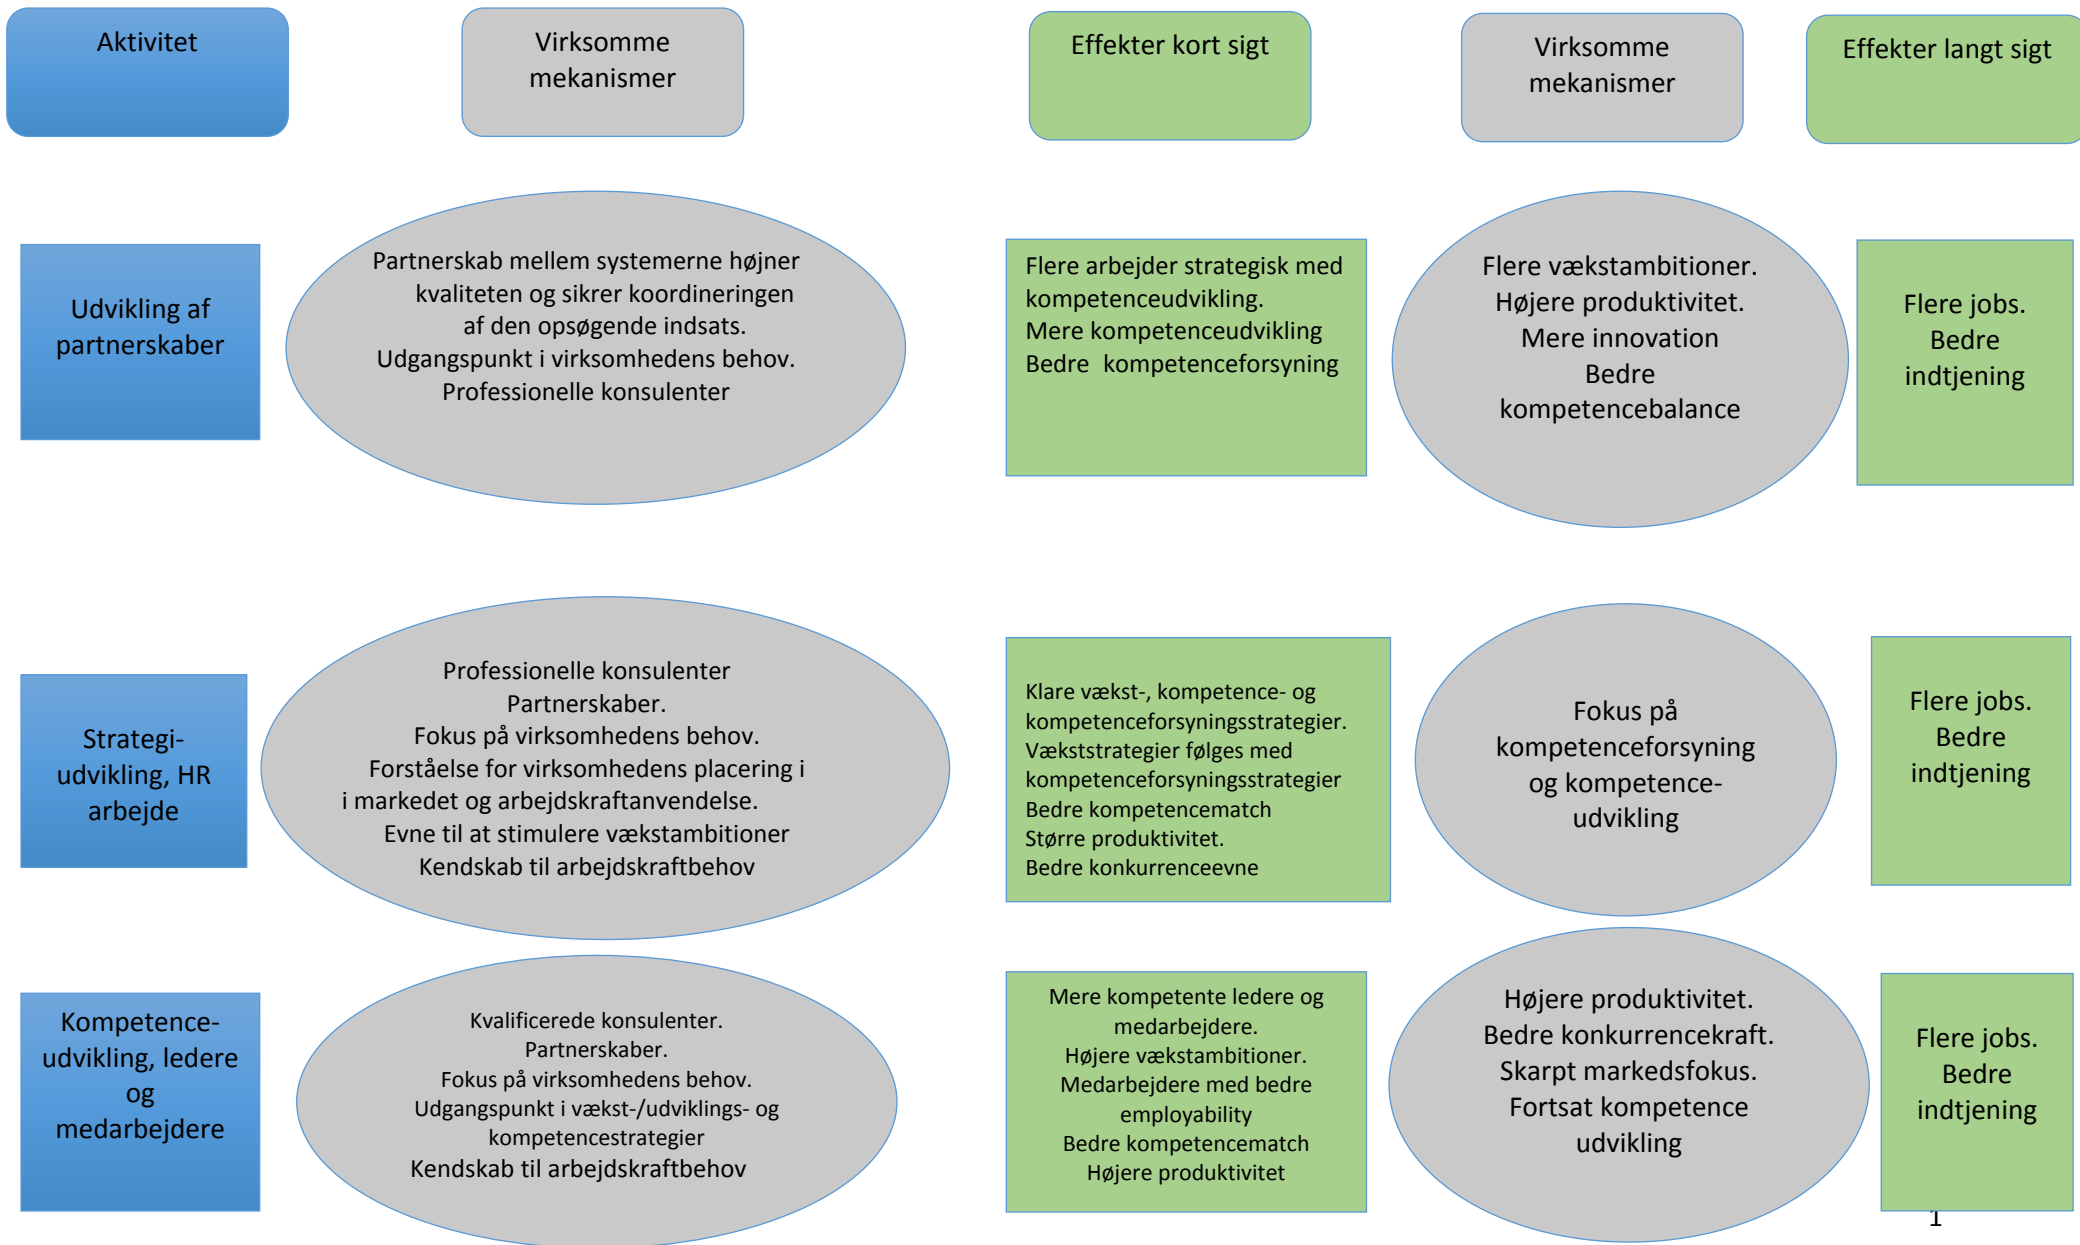 Aktivitet
Virksomme
mekanismer
Effekter kort sigt
Virksomme
mekanismer
Effekter langt sigt
Udvikling af
partnerskaber
Partnerskab mellem systemerne højner
kvaliteten og sikrer koordineringen
af den opsøgende indsats.
Udgangspunkt i virksomhedens behov.
Professionelle konsulenter
Flere arbejder strategisk med
kompetenceudvikling.
Mere kompetenceudvikling
Bedre kompetenceforsyning
Flere vækstambitioner.
Højere produktivitet.
Mere innovation
Bedre
kompetencebalance
Flere jobs.
Bedre
indtjening
Strategi-
udvikling, HR
arbejde
Professionelle konsulenter
Partnerskaber.
Fokus på virksomhedens behov.
Forståelse for virksomhedens placering i
i markedet og arbejdskraftanvendelse.
Evne til at stimulere vækstambitioner
Kendskab til arbejdskraftbehov
Klare vækst-, kompetence- og
kompetenceforsyningsstrategier.
Vækststrategier følges med
kompetenceforsyningsstrategier
Bedre kompetencematch
Større produktivitet.
Bedre konkurrenceevne
Fokus på
kompetenceforsyning
og kompetence-
udvikling
Flere jobs.
Bedre
indtjening
Kompetence-
udvikling, ledere
og
medarbejdere
Kvalificerede konsulenter.
Partnerskaber.
Fokus på virksomhedens behov.
Udgangspunkt i vækst-/udviklings- og
kompetencestrategier
Kendskab til arbejdskraftbehov
Mere kompetente ledere og
medarbejdere.
Højere vækstambitioner.
Medarbejdere med bedre
employability
Bedre kompetencematch
Højere produktivitet
Højere produktivitet.
Bedre konkurrencekraft.
Skarpt markedsfokus.
Fortsat kompetence
udvikling
Flere jobs.
Bedre
indtjening
1